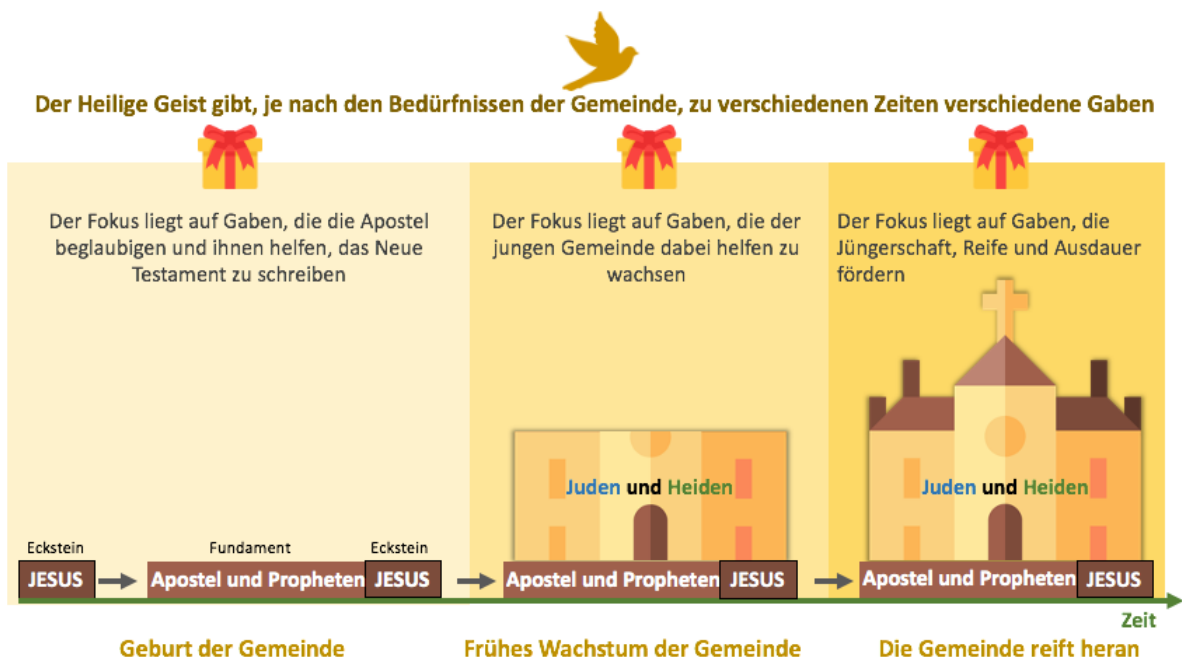 Der Heilige Geist gibt, je nach den Bedürfnissen der Gemeinde, zu verschiedenen Zeiten verschiedene Gaben
Der Fokus liegt auf Gaben, die die Apostel
beglaubigen und ihnen helfen, das Neue
Testament zu schreiben
Der Fokus liegt auf Gaben, die der
jungen Gemeinde dabei helfen zu
wachsen
Der Fokus liegt auf Gaben, die
Jüngerschaft, Reife und Ausdauer
fördern
Juden und Heiden
Juden und Heiden
Eckstein
Fundament
Eckstein
JESUS
Apostel und Propheten
JESUS
Apostel und Propheten
JESUS
Apostel und Propheten
JESUS
Zeit
Geburt der Gemeinde
Frühes Wachstum der Gemeinde
Die Gemeinde reift heran